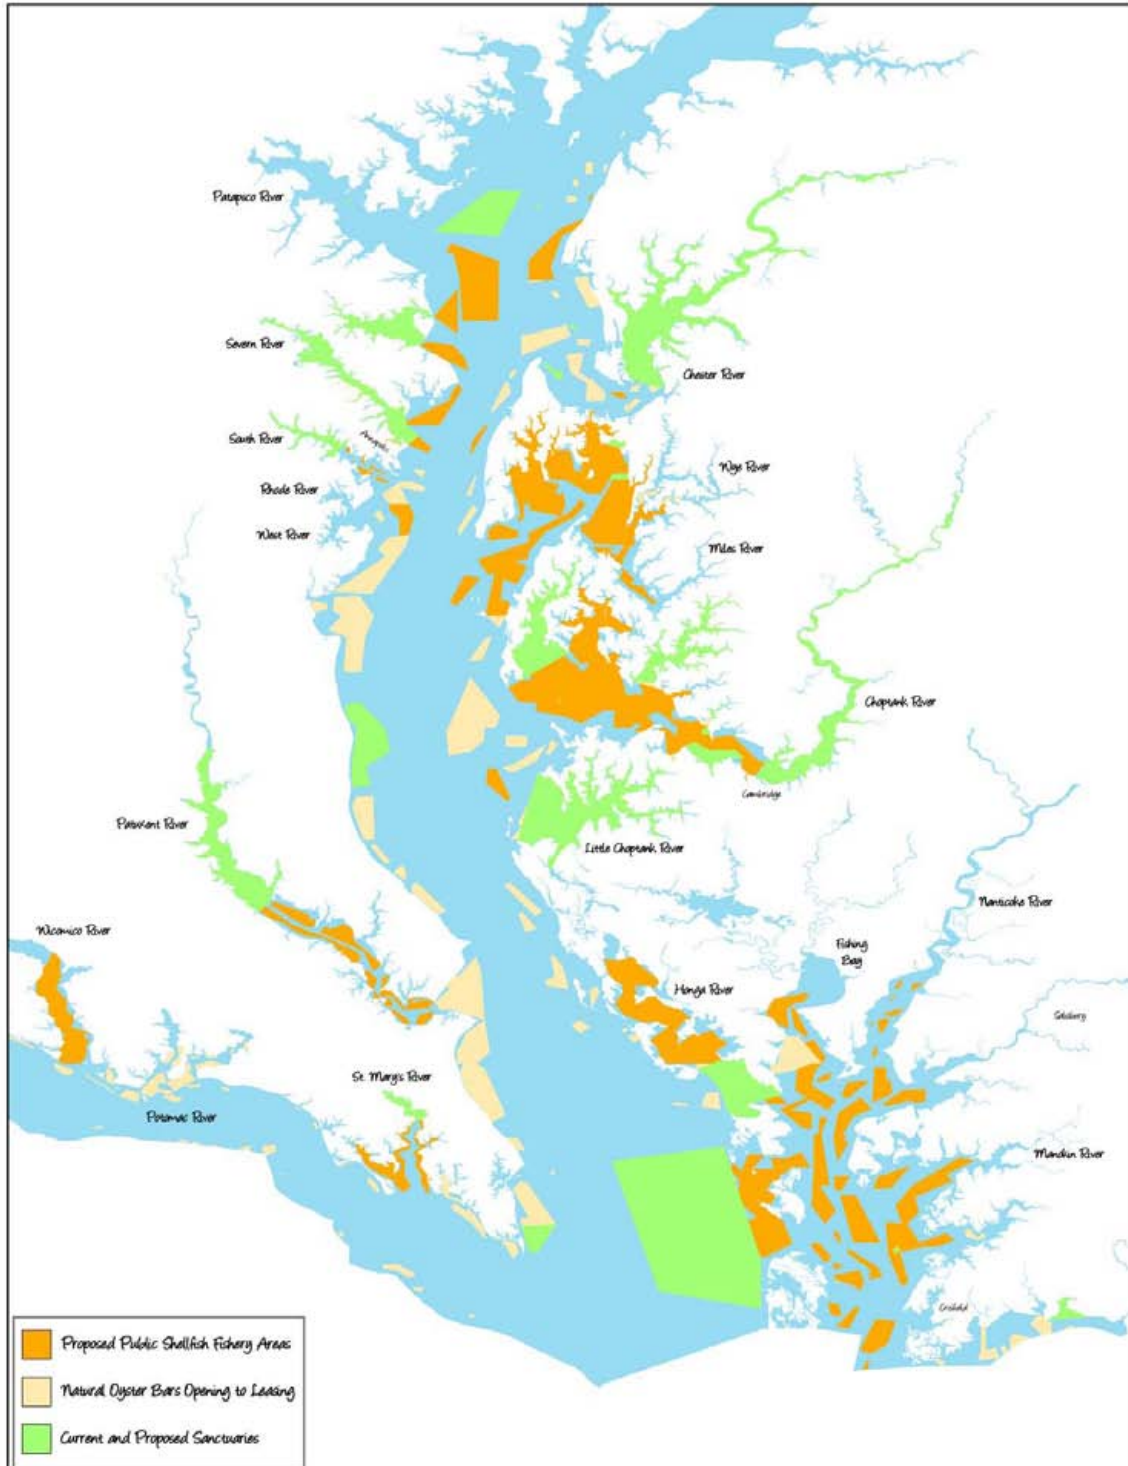 Patapsco River
Severn River
Chester River
Annapolis
South River
Wye River
Rhode River
West River
Miles River
Choptank River
Cambridge
Patuxent River
Little Choptank River
Nanticoke River
Wicomico River
Fishing
Bay
Honga River
Salisbury
St. Mary's River
Potomac River
Manokin River
Crisfield
Proposed Public Shellfish Fishery Areas
Natural Oyster Bars Opening to Leasing
Current and Proposed Sanctuaries